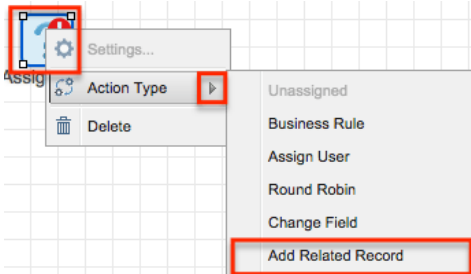 Settings...
Assig
Action Type
Delete
Unassigned
Business Rule
Assign User
Round Robin
Change Field
Add Related Record